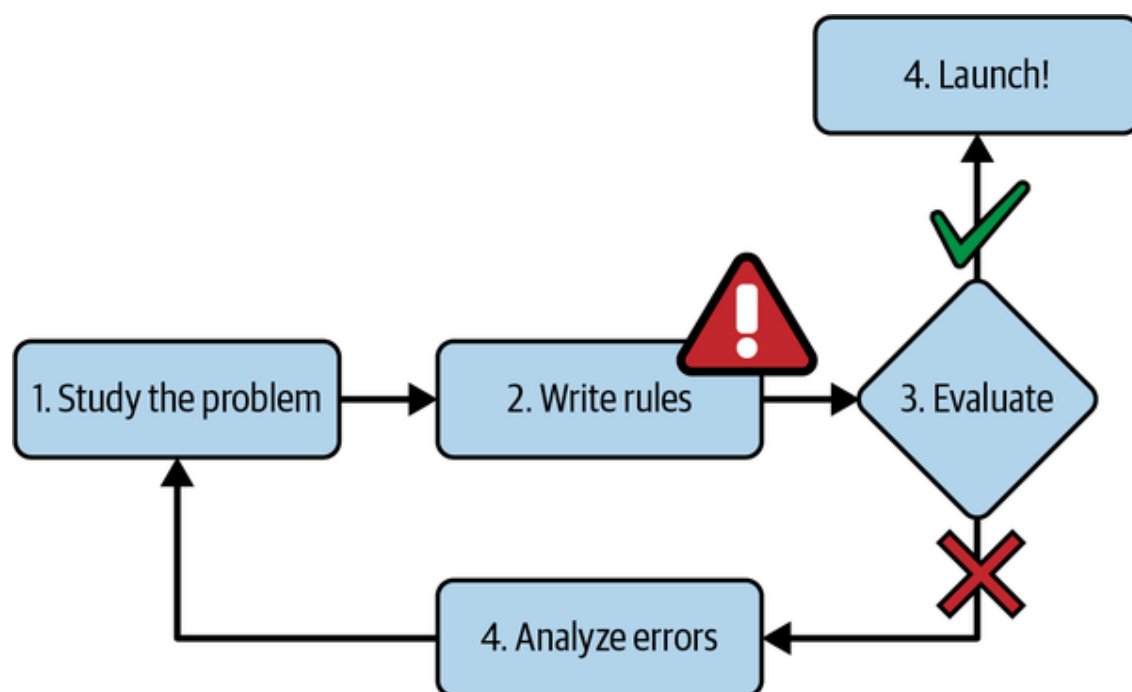 4. Launch!
1. Study the problem
2. Write rules
3. Evaluate
4. Analyze errors